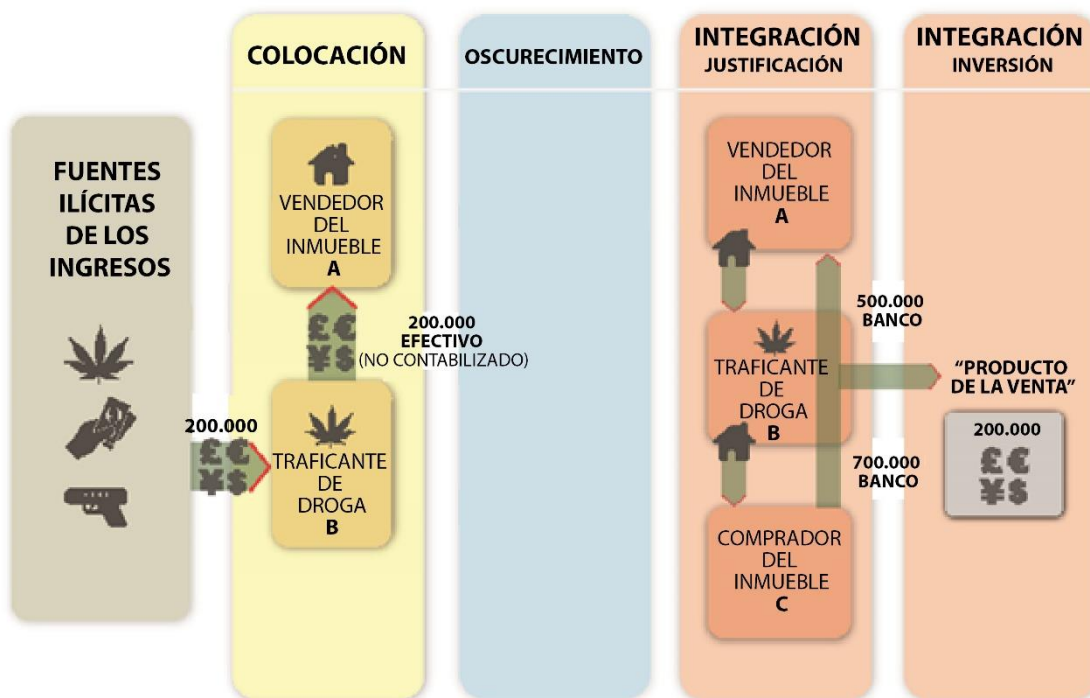 COLOCACIÓN
OSCURECIMIENTO
INTEGRACIÓN
JUSTIFICACIÓN
INTEGRACIÓN
INVERSIÓN
FUENTES
ILÍCITAS
DE LOS
INGRESOS
200.000
£ €
¥ $
VENDEDOR
DEL
INMUEBLE
A
£ €
¥ $
200.000
EFECTIVO
(NO CONTABILIZADO)
TRAFICANTE
DE
DROGA
B
VENDEDOR
DEL
INMUEBLE
A
500.000
BANCO
TRAFICANTE
DE
DROGA
B
700.000
BANCO
COMPRADOR
DEL
INMUEBLE
C
“PRODUCTO
DE LA VENTA”
200.000
£ €
¥ $